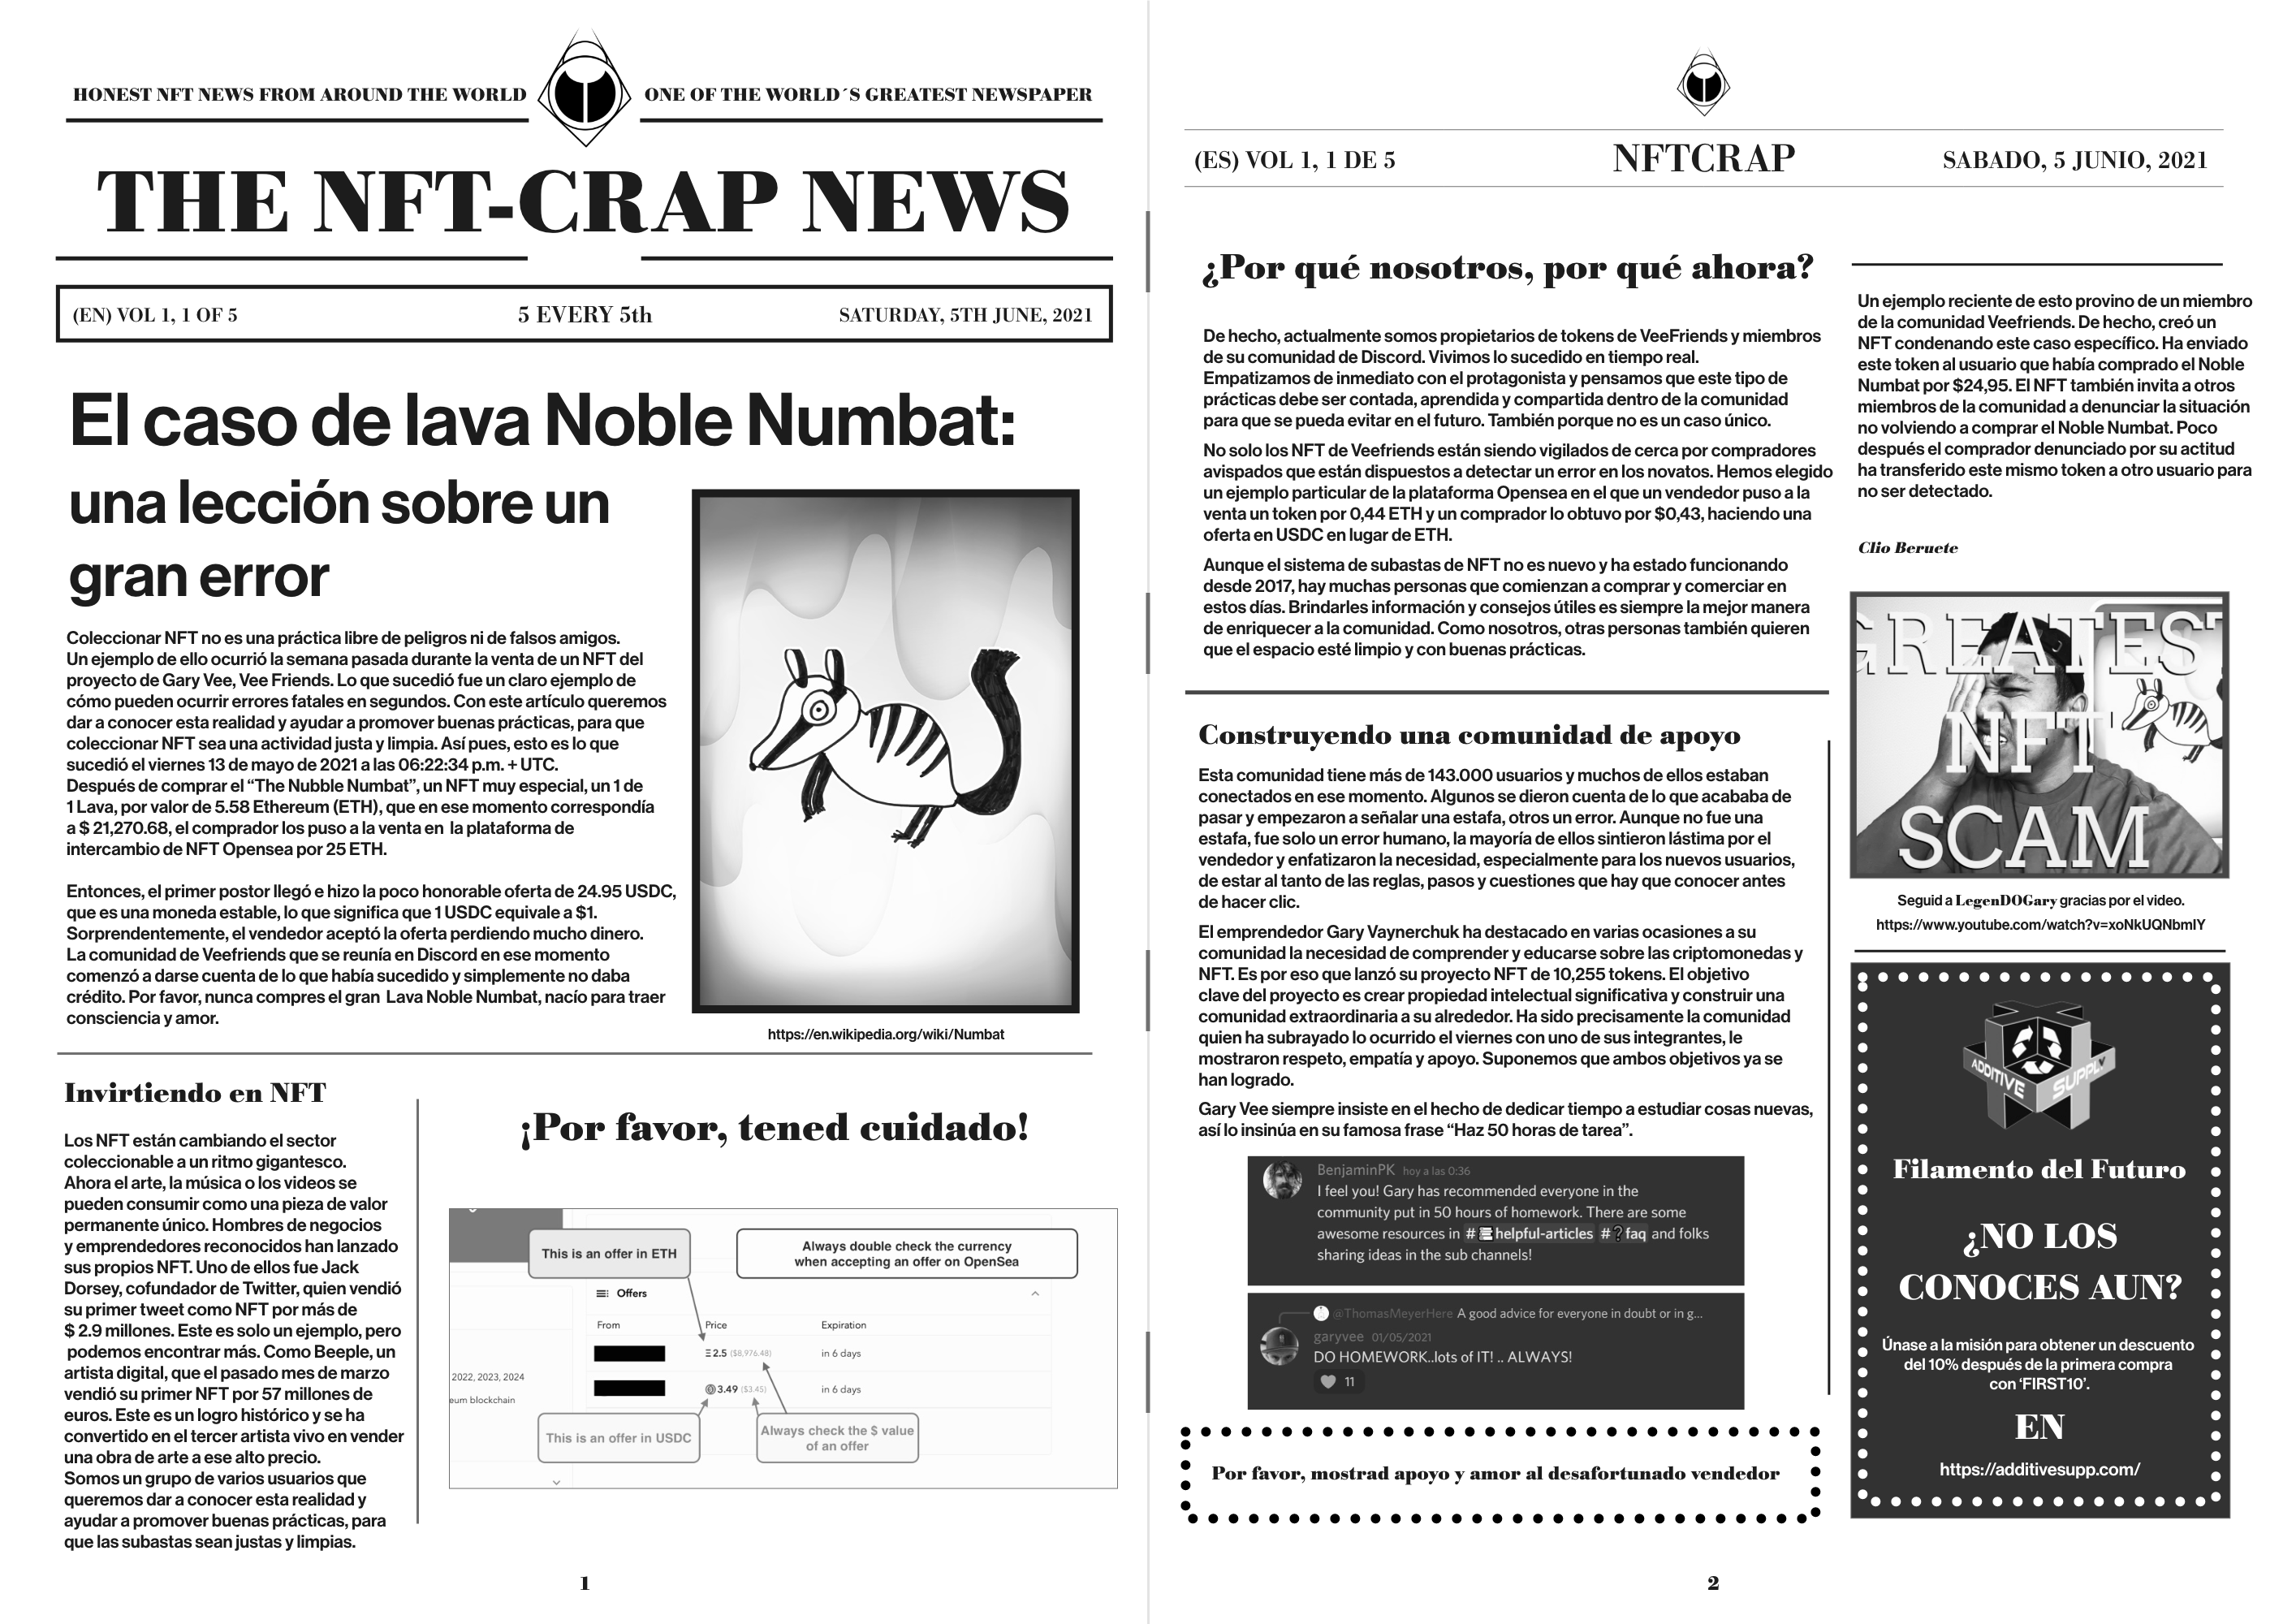 HONEST NFT NEWS FROM AROUND THE WORLD
ONE OF THE WORLD´S GREATEST NEWSPAPER
THE NFT-CRAP NEWS
(EN) VOL 1, 1 OF 5
5 EVERY 5th
SATURDAY, 5TH JUNE, 2021
El caso de lava Noble Numbat:
una lección sobre un
gran error
Coleccionar NFT no es una práctica libre de peligros ni de falsos amigos.
Un ejemplo de ello ocurrió la semana pasada durante la venta de un NFT del
proyecto de Gary Vee, Vee Friends. Lo que sucedió fue un claro ejemplo de
cómo pueden ocurrir errores fatales en segundos. Con este artículo queremos
dar a conocer esta realidad y ayudar a promover buenas prácticas, para que
coleccionar NFT sea una actividad justa y limpia. Así pues, esto es lo que
sucedió el viernes 13 de mayo de 2021 a las 06:22:34 p.m. + UTC.
Después de comprar el “The Nubble Numbat”, un NFT muy especial, un 1 de
1 Lava, por valor de 5.58 Ethereum (ETH), que en ese momento correspondía
a $ 21,270.68, el comprador los puso a la venta en la plataforma de
intercambio de NFT Opensea por 25 ETH.
Entonces, el primer postor llegó e hizo la poco honorable oferta de 24.95 USDC,
que es una moneda estable, lo que significa que 1 USDC equivale a $1.
Sorprendentemente, el vendedor aceptó la oferta perdiendo mucho dinero.
La comunidad de Veefriends que se reunía en Discord en ese momento
comenzó a darse cuenta de lo que había sucedido y simplemente no daba
crédito. Por favor, nunca compres el gran Lava Noble Numbat, nacío para traer
consciencia y amor.
https://en.wikipedia.org/wiki/Numbat
Invirtiendo en NFT
Los NFT están cambiando el sector
coleccionable a un ritmo gigantesco.
Ahora el arte, la música o los videos se
pueden consumir como una pieza de valor
permanente único. Hombres de negocios
y emprendedores reconocidos han lanzado
sus propios NFT. Uno de ellos fue Jack
Dorsey, cofundador de Twitter, quien vendió
su primer tweet como NFT por más de
$ 2.9 millones. Este es solo un ejemplo, pero
podemos encontrar más. Como Beeple, un
artista digital, que el pasado mes de marzo
vendió su primer NFT por 57 millones de
euros. Este es un logro histórico y se ha
convertido en el tercer artista vivo en vender
una obra de arte a ese alto precio.
Somos un grupo de varios usuarios que
queremos dar a conocer esta realidad y
ayudar a promover buenas prácticas, para
que las subastas sean justas y limpias.
¡Por favor, tened cuidado!
This is an offer in ETH
Always double check the currency
when accepting an offer on OpenSea
Offers
From Price Expiration
2.5 ($8,976.48) in 6 days
2022, 2023, 2024
3.49 ($3.45) in 6 days
eum blockchain
This is an offer in USDC
Always check the $ value
of an offer
1
(ES) VOL 1, 1 DE 5
NFTCRAP
SABADO, 5 JUNIO, 2021
¿Por qué nosotros, por qué ahora?
De hecho, actualmente somos propietarios de tokens de VeeFriends y miembros
de su comunidad de Discord. Vivimos lo sucedido en tiempo real.
Empatizamos de inmediato con el protagonista y pensamos que este tipo de
prácticas debe ser contada, aprendida y compartida dentro de la comunidad
para que se pueda evitar en el futuro. También porque no es un caso único.
No solo los NFT de Veefriends están siendo vigilados de cerca por compradores
avispados que están dispuestos a detectar un error en los novatos. Hemos elegido
un ejemplo particular de la plataforma Opensea en el que un vendedor puso a la
venta un token por 0,44 ETH y un comprador lo obtuvo por $0,43, haciendo una
oferta en USDC en lugar de ETH.
Aunque el sistema de subastas de NFT no es nuevo y ha estado funcionando
desde 2017, hay muchas personas que comienzan a comprar y comerciar en
estos días. Brindarles información y consejos útiles es siempre la mejor manera
de enriquecer a la comunidad. Como nosotros, otras personas también quieren
que el espacio esté limpio y con buenas prácticas.
Construyendo una comunidad de apoyo
Esta comunidad tiene más de 143.000 usuarios y muchos de ellos estaban
conectados en ese momento. Algunos se dieron cuenta de lo que acababa de
pasar y empezaron a señalar una estafa, otros un error. Aunque no fue una
estafa, fue solo un error humano, la mayoría de ellos sintieron lástima por el
vendedor y enfatizaron la necesidad, especialmente para los nuevos usuarios,
de estar al tanto de las reglas, pasos y cuestiones que hay que conocer antes
de hacer clic.
El emprendedor Gary Vaynerchuk ha destacado en varias ocasiones a su
comunidad la necesidad de comprender y educarse sobre las criptomonedas y
NFT. Es por eso que lanzó su proyecto NFT de 10,255 tokens. El objetivo
clave del proyecto es crear propiedad intelectual significativa y construir una
comunidad extraordinaria a su alrededor. Ha sido precisamente la comunidad
quien ha subrayado lo ocurrido el viernes con uno de sus integrantes, le
mostraron respeto, empatía y apoyo. Suponemos que ambos objetivos ya se
han logrado.
Gary Vee siempre insiste en el hecho de dedicar tiempo a estudiar cosas nuevas,
así lo insinúa en su famosa frase “Haz 50 horas de tarea”.
BenjaminPK hoy a las 0:36
I feel you! Gary has recommended everyone in the
community put in 50 hours of homework. There are some
awesome resources in # helpful-articles #?faq and folks
sharing ideas in the sub channels!
@ThomasMeyerHere A good advice for everyone in doubt or in g...
garyvee 01/05/2021
DO HOMEWORK..lots of IT! .. ALWAYS!
11
Por favor, mostrad apoyo y amor al desafortunado vendedor
Un ejemplo reciente de esto provino de un miembro
de la comunidad Veefriends. De hecho, creó un
NFT condenando este caso específico. Ha enviado
este token al usuario que había comprado el Noble
Numbat por $24,95. El NFT también invita a otros
miembros de la comunidad a denunciar la situación
no volviendo a comprar el Noble Numbat. Poco
después el comprador denunciado por su actitud
ha transferido este mismo token a otro usuario para
no ser detectado.
Clio Beruete
GREATEST
NFT
SCAM
Seguid a LegenDOGary gracias por el video.
https://www.youtube.com/watch?v=xoNkUQNbmlY
ADDITIVE SUPPLY
Filamento del Futuro
¿NO LOS
CONOCES AUN?
Únase a la misión para obtener un descuento
del 10% después de la primera compra
con ‘FIRST10’.
EN
https://additivesupp.com/
2